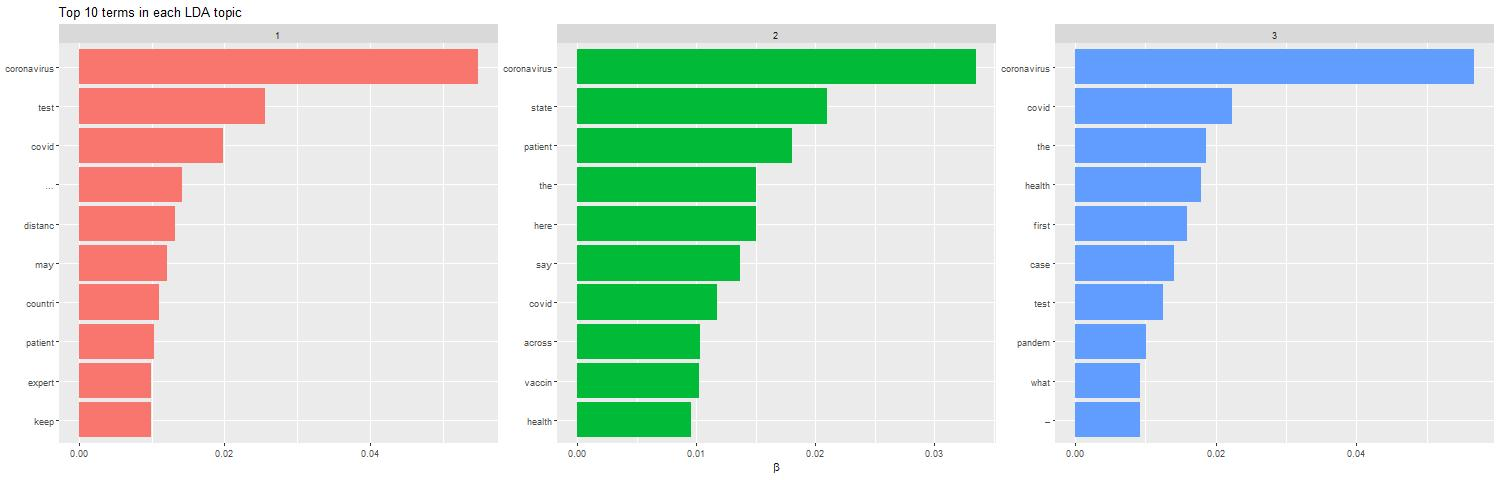 Top 10 terms in each LDA topic
1
coronavirus
test
covid
...
distanc
may
countri
patient
expert
keep
0.00 0.02 0.04
2
coronavirus
state
patient
the
here
say
covid
across
vaccin
health
0.00 0.01 0.02 0.03
3
coronavirus
covid
the
health
first
case
test
pandem
what
–
0.00 0.02 0.04
β